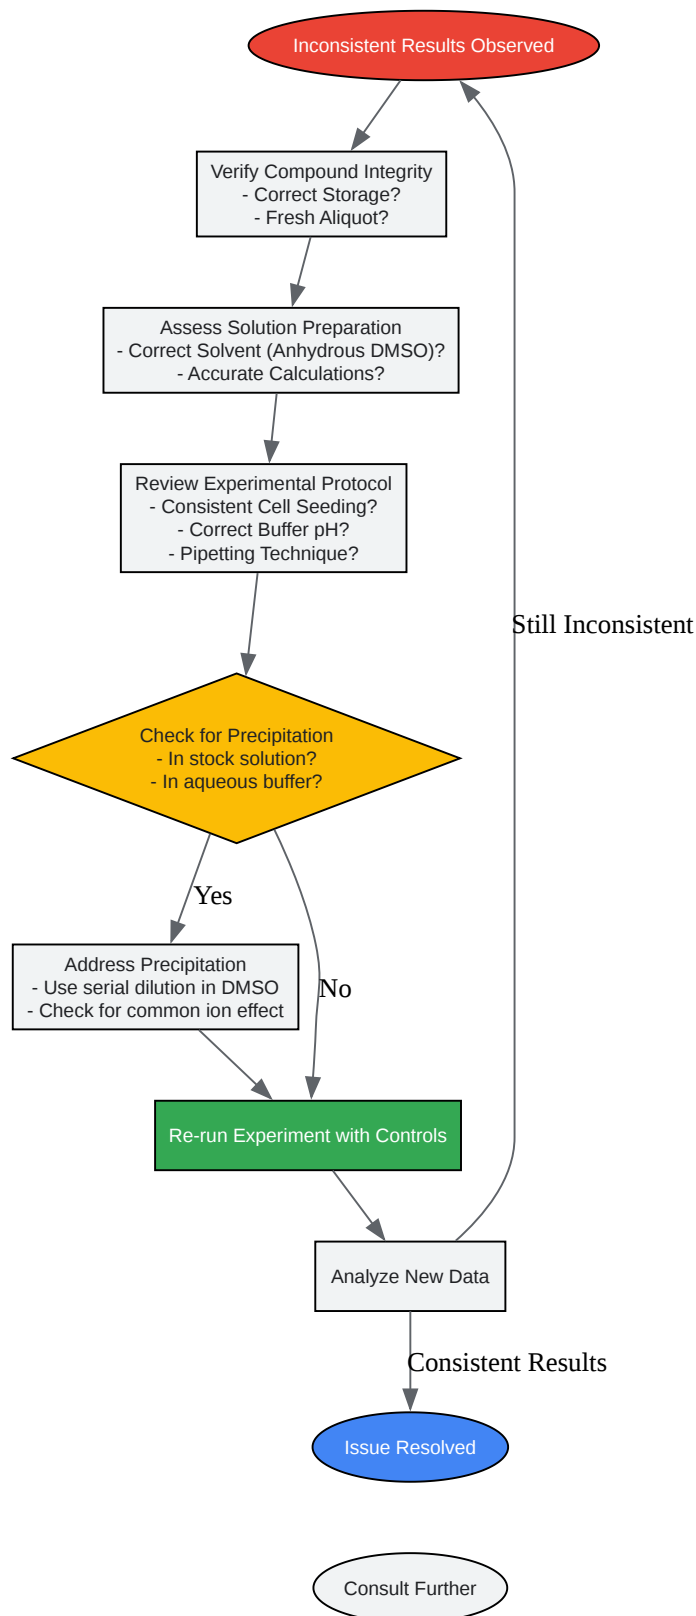 Inconsistent Results Observed
Verify Compound Integrity
- Correct Storage?
- Fresh Aliquot?
Assess Solution Preparation
- Correct Solvent (Anhydrous DMSO)?
- Accurate Calculations?
Review Experimental Protocol
- Consistent Cell Seeding?
- Correct Buffer pH?
- Pipetting Technique?
Still Inconsistent
Check for Precipitation
- In stock solution?
- In aqueous buffer?
Yes
Address Precipitation
- Use serial dilution in DMSO
- Check for common ion effect
No
Re-run Experiment with Controls
Analyze New Data
Consistent Results
Issue Resolved
Consult Further